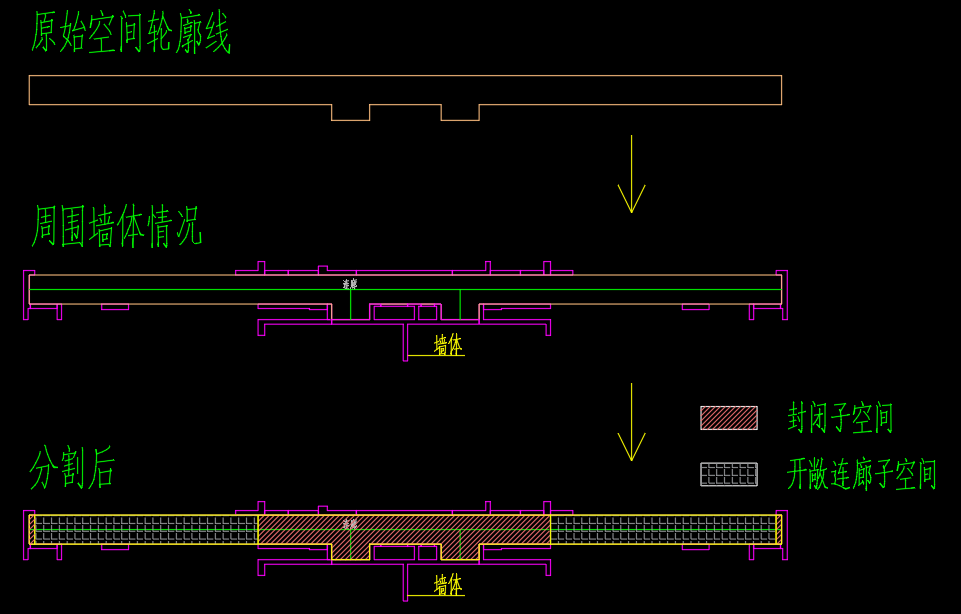 原始空间轮廓线
周围墙体情况
连廊
墙体
封闭子空间
分割后
开敞连廊子空间
连廊
墙体